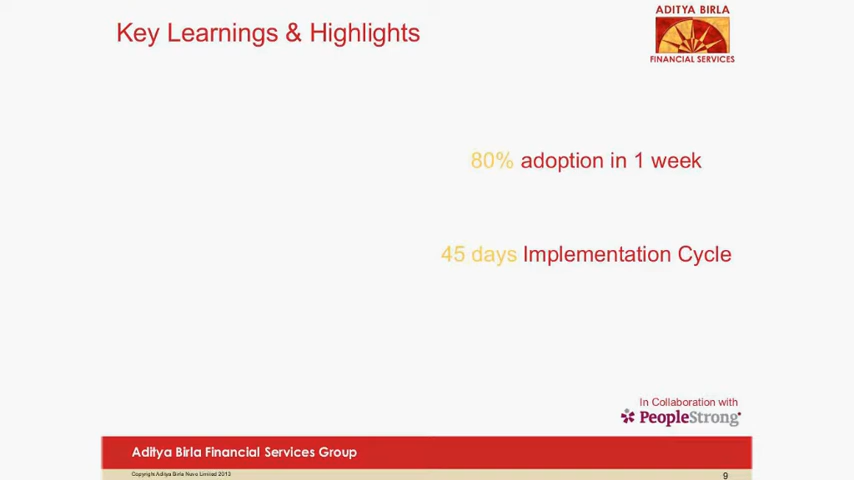 Key Learnings & Highlights
ADITYA BIRLA
FINANCIAL SERVICES
80% adoption in 1 week
45 days Implementation Cycle
In Collaboration with
PeopleStrong
Aditya Birla Financial Services Group
Copyright Aditya Birla Nuvo Limited 2013
9